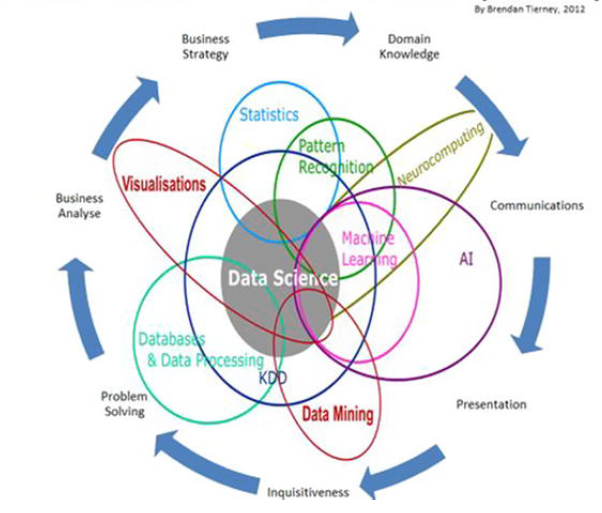 By Brendan Tierney, 2012
Business
Strategy
Domain
Knowledge
Statistics
Pattern
Recognition
Neurocomputing
Visualisations
Business
Analyse
Communications
Machine
Learning
AI
Data Science
Databases
& Data Processing
KDD
Problem
Solving
Data Mining
Presentation
Inquisitiveness